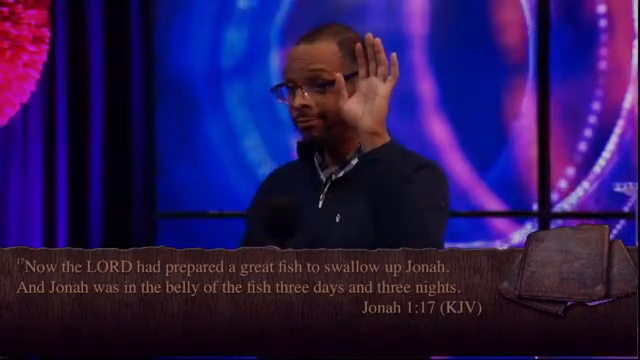 ¹⁷Now the LORD had prepared a great fish to swallow up Jonah.
And Jonah was in the belly of the fish three days and three nights.
Jonah 1:17 (KJV)